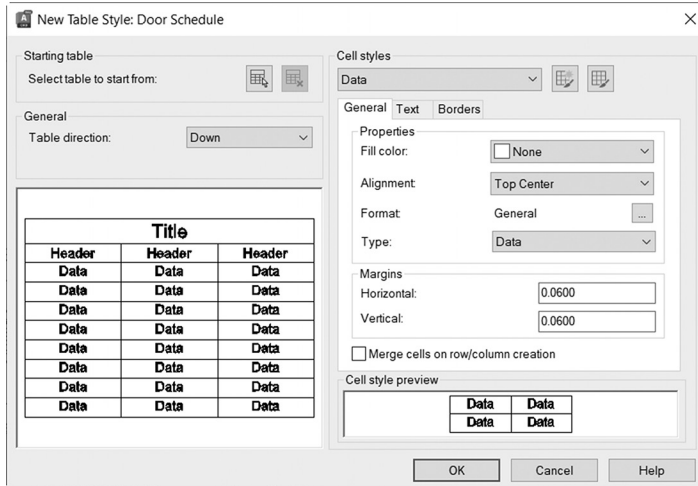 New Table Style: Door Schedule
Starting table
Select table to start from:
General
Table direction: Down
Title
Header Header Header
Data Data Data
Data Data Data
Data Data Data
Data Data Data
Data Data Data
Data Data Data
Data Data Data
Data Data Data
Cell styles
Data
General Text Borders
Properties
Fill color: None
Alignment: Top Center
Format: General ...
Type: Data
Margins
Horizontal: 0.0600
Vertical: 0.0600
Merge cells on row/column creation
Cell style preview
Data Data
Data Data
OK Cancel Help